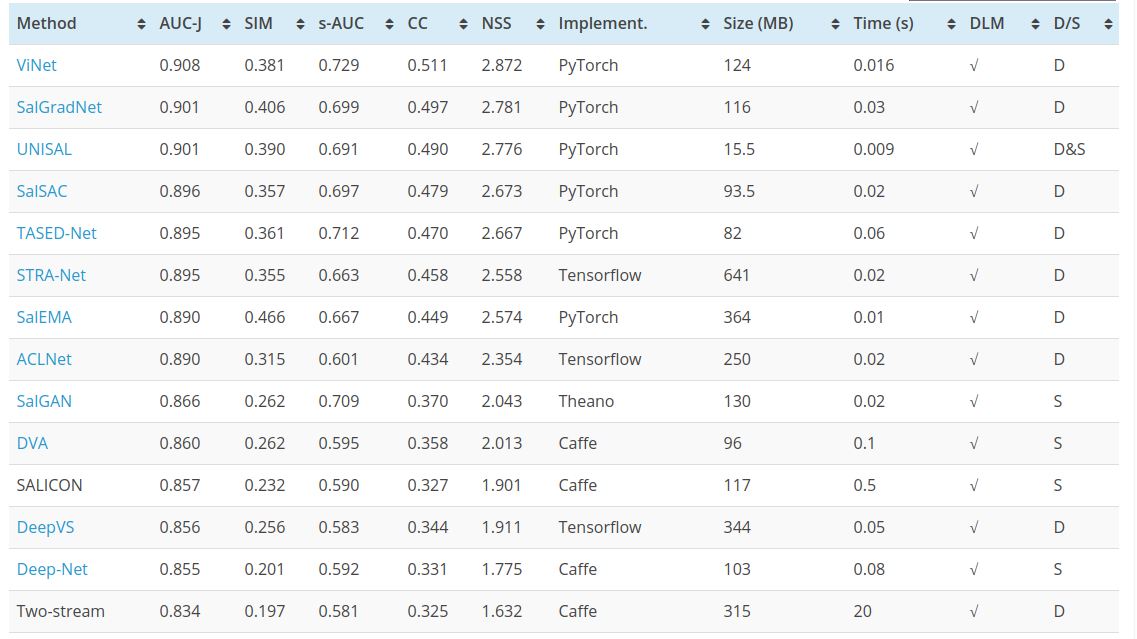 Method AUC-J SIM s-AUC CC NSS Implement. Size (MB) Time (s) DLM D/S
ViNet 0.908 0.381 0.729 0.511 2.872 PyTorch 124 0.016 √ D
SalGradNet 0.901 0.406 0.699 0.497 2.781 PyTorch 116 0.03 √ D
UNISAL 0.901 0.390 0.691 0.490 2.776 PyTorch 15.5 0.009 √ D&S
SalSAC 0.896 0.357 0.697 0.479 2.673 PyTorch 93.5 0.02 √ D
TASED-Net 0.895 0.361 0.712 0.470 2.667 PyTorch 82 0.06 √ D
STRA-Net 0.895 0.355 0.663 0.458 2.558 Tensorflow 641 0.02 √ D
SalEMA 0.890 0.466 0.667 0.449 2.574 PyTorch 364 0.01 √ D
ACLNet 0.890 0.315 0.601 0.434 2.354 Tensorflow 250 0.02 √ D
SalGAN 0.866 0.262 0.709 0.370 2.043 Theano 130 0.02 √ S
DVA 0.860 0.262 0.595 0.358 2.013 Caffe 96 0.1 √ S
SALICON 0.857 0.232 0.590 0.327 1.901 Caffe 117 0.5 √ S
DeepVS 0.856 0.256 0.583 0.344 1.911 Tensorflow 344 0.05 √ D
Deep-Net 0.855 0.201 0.592 0.331 1.775 Caffe 103 0.08 √ S
Two-stream 0.834 0.197 0.581 0.325 1.632 Caffe 315 20 √ D